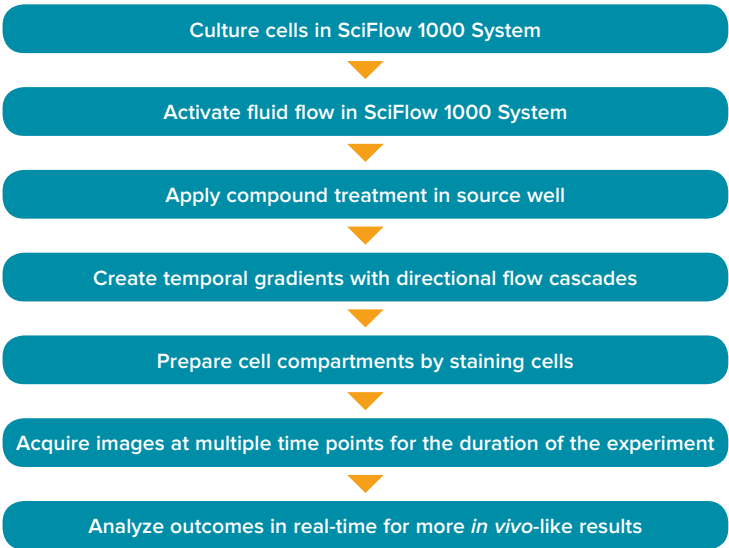 Culture cells in SciFlow 1000 System
Activate fluid flow in SciFlow 1000 System
Apply compound treatment in source well
Create temporal gradients with directional flow cascades
Prepare cell compartments by staining cells
Acquire images at multiple time points for the duration of the experiment
Analyze outcomes in real-time for more in vivo-like results